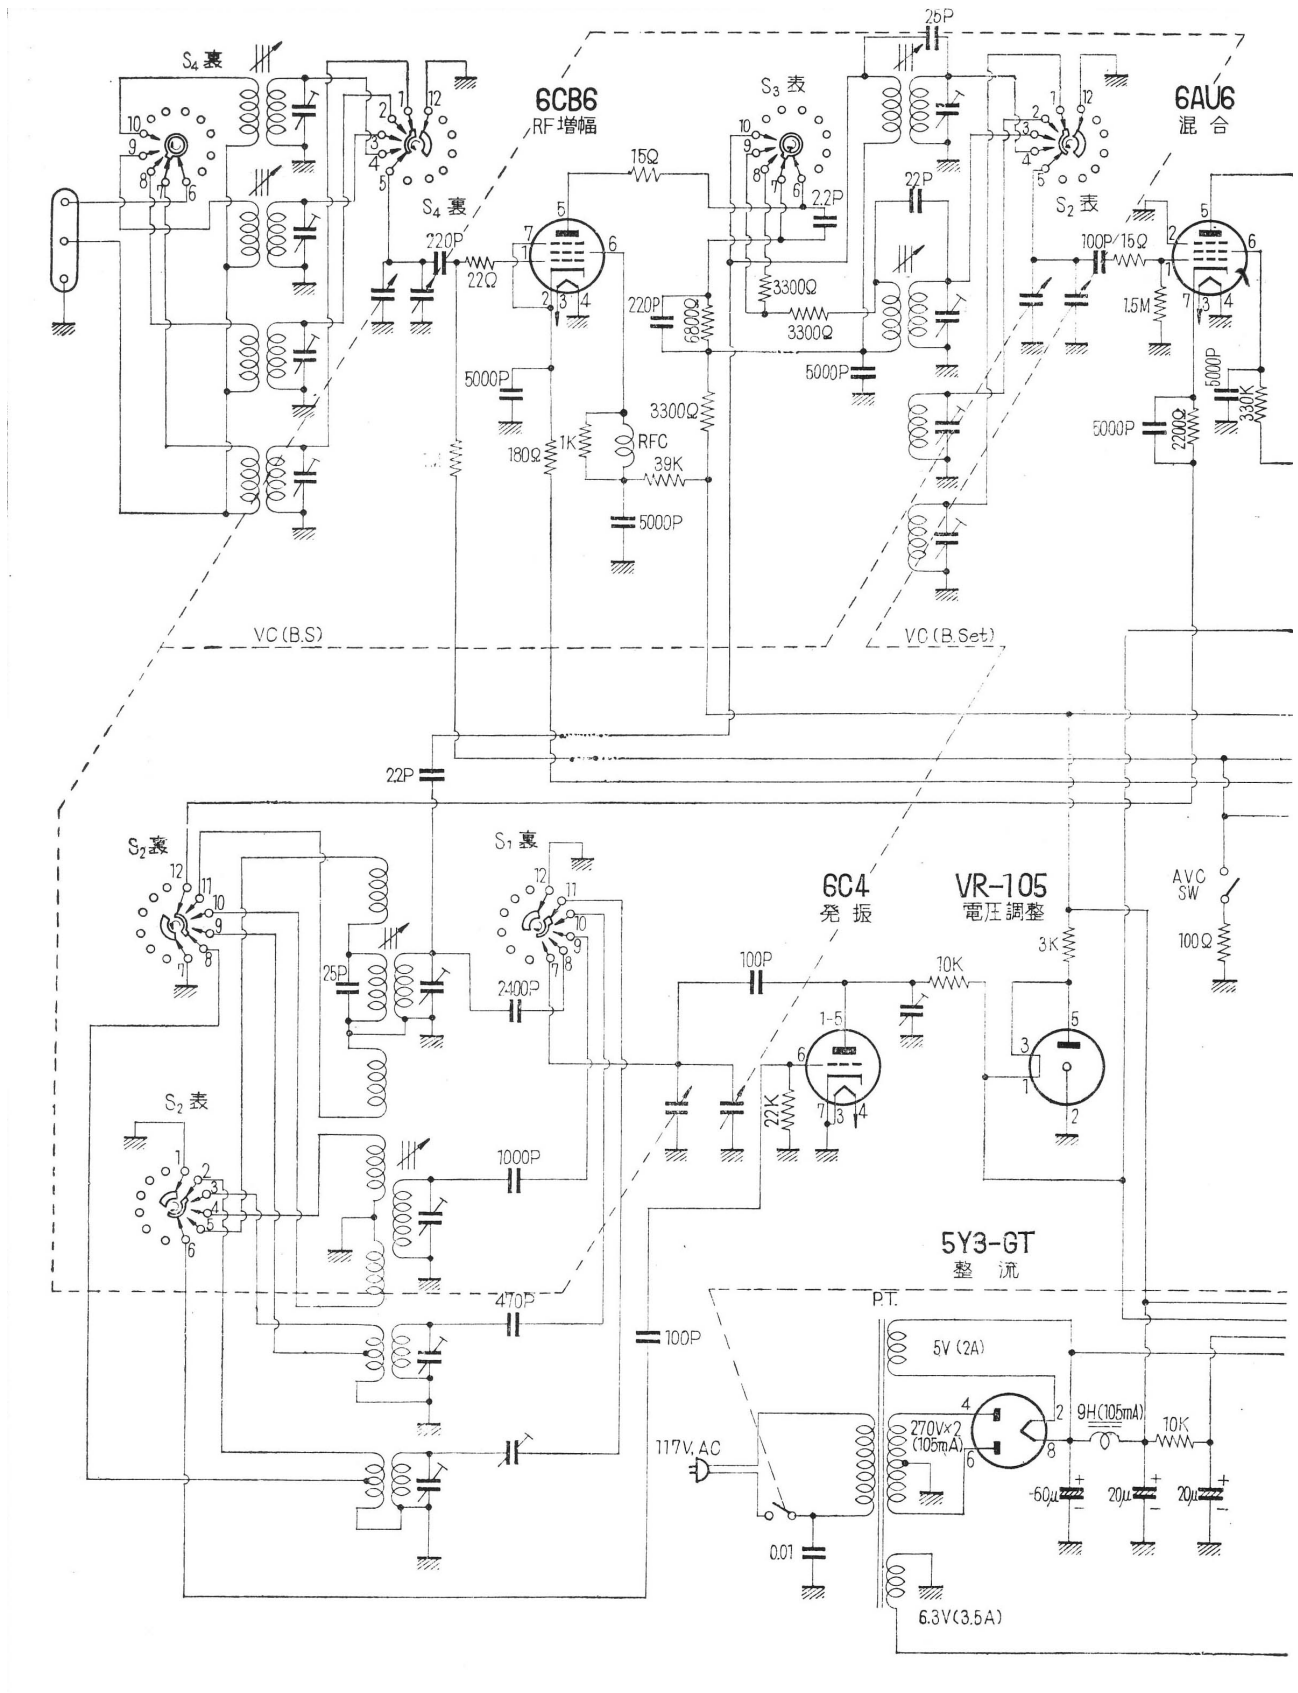 25P
S₄ 裏
10
9
8
7
6
1
12
2
3
4
5
S₄ 裏
6CB6
RF 増幅
15Ω
5
7
1
6
2
3
4
220P
22Ω
S₃ 表
10
9
8
7
6
2.2P
22P
3300Ω
3300Ω
220P
6800Ω
5000P
3300Ω
5000P
1K
RFC
180Ω
39K
5000P
1
12
2
3
4
5
S₂ 表
6AU6
混合
5
2
1
6
7
3
4
100P/15Ω
1.5M
5000P
330K
5000P
2200Ω
VC (B.S)
VC (B.Set)
22P
S₂ 裏
12
11
10
9
8
7
25P
S₁ 裏
12
11
10
9
8
7
2400P
6C4
発振
100P
10K
1-5
6
7
3
4
22K
VR-105
電圧調整
3K
5
3
1
2
AVC
SW
100Ω
S₂ 表
1
2
3
4
5
6
1000P
470P
100P
5Y3-GT
整流
P.T.
5V (2A)
270V×2
(105mA)
4
6
2
8
9H(105mA)
10K
117V, AC
0.01
50μ
+
-
20μ
+
-
20μ
+
-
6.3V(3.5A)